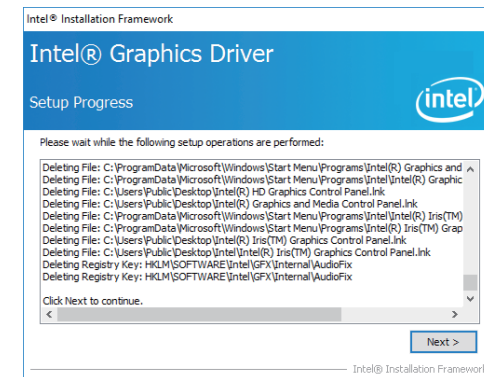 Intel® Installation Framework
Intel® Graphics Driver
Setup Progress
intel
Please wait while the following setup operations are performed:
Deleting File: C:\ProgramData\Microsoft\Windows\Start Menu\Programs\Intel(R) Graphics and
Deleting File: C:\ProgramData\Microsoft\Windows\Start Menu\Programs\Intel\Intel(R) Graphic
Deleting File: C:\Users\Public\Desktop\Intel(R) HD Graphics Control Panel.lnk
Deleting File: C:\Users\Public\Desktop\Intel(R) Graphics and Media Control Panel.lnk
Deleting File: C:\ProgramData\Microsoft\Windows\Start Menu\Programs\Intel\Intel(R) Iris(TM)
Deleting File: C:\ProgramData\Microsoft\Windows\Start Menu\Programs\Intel(R) Iris(TM) Grap
Deleting File: C:\Users\Public\Desktop\Intel(R) Iris(TM) Graphics Control Panel.lnk
Deleting File: C:\Users\Public\Desktop\Intel\Intel(R) Iris(TM) Graphics Control Panel.lnk
Deleting Registry Key: HKLM\SOFTWARE\Intel\GFX\Internal\AudioFix
Deleting Registry Key: HKLM\SOFTWARE\Intel\GFX\Internal\AudioFix
Click Next to continue.
Next >
Intel® Installation Framework